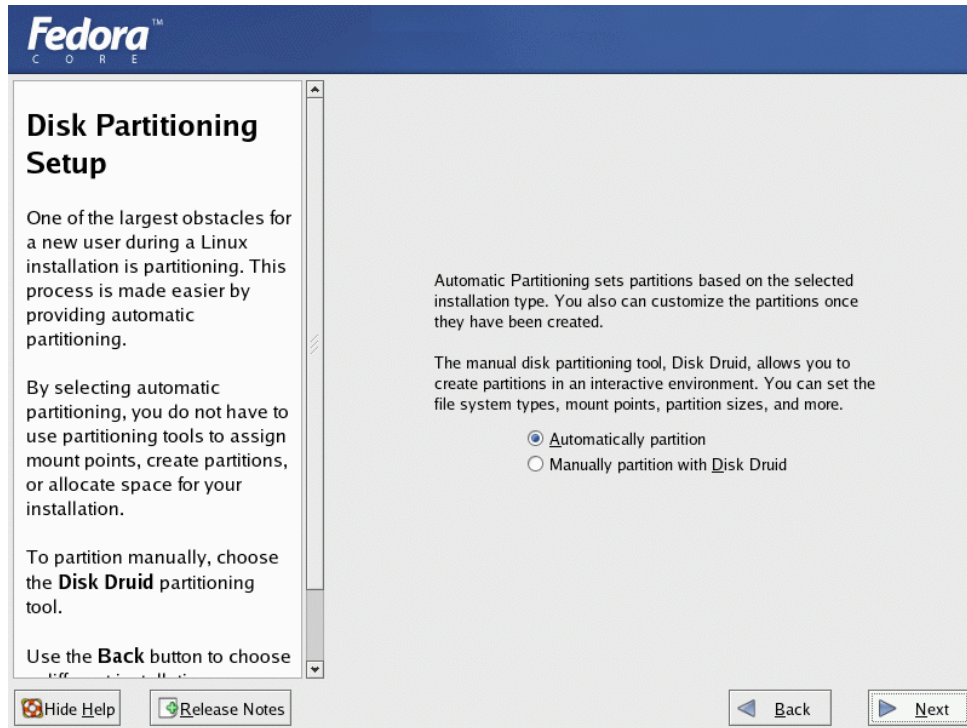 Fedora™
CORE
Disk Partitioning
Setup
One of the largest obstacles for
a new user during a Linux
installation is partitioning. This
process is made easier by
providing automatic
partitioning.
By selecting automatic
partitioning, you do not have to
use partitioning tools to assign
mount points, create partitions,
or allocate space for your
installation.
To partition manually, choose
the Disk Druid partitioning
tool.
Use the Back button to choose
Automatic Partitioning sets partitions based on the selected
installation type. You also can customize the partitions once
they have been created.
The manual disk partitioning tool, Disk Druid, allows you to
create partitions in an interactive environment. You can set the
file system types, mount points, partition sizes, and more.
Automatically partition
Manually partition with Disk Druid
Hide Help
Release Notes
Back
Next